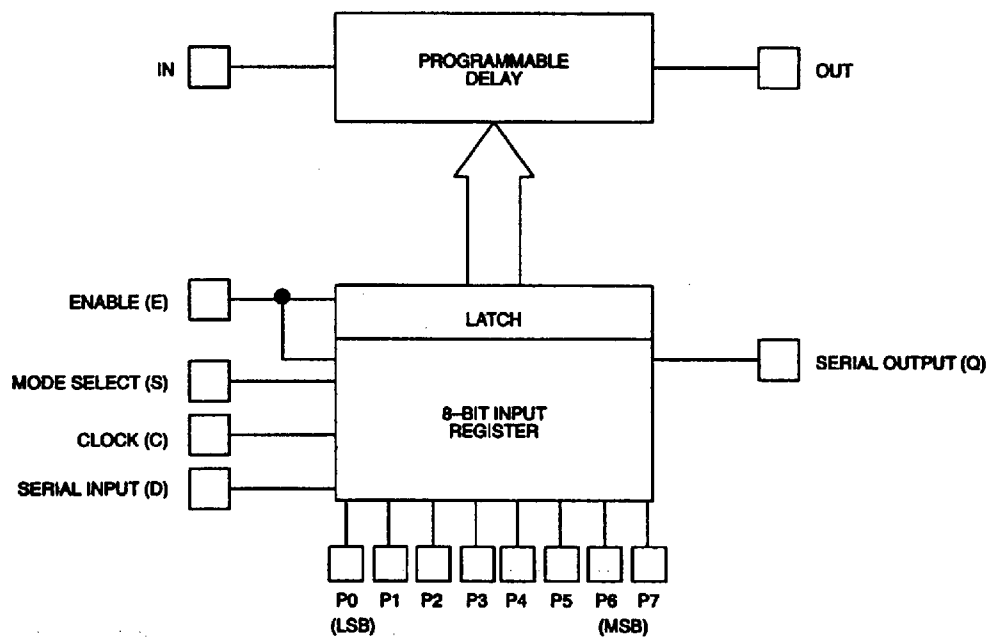 IN
PROGRAMMABLE
DELAY
OUT
ENABLE (E)
LATCH
MODE SELECT (S)
SERIAL OUTPUT (Q)
8–BIT INPUT
REGISTER
CLOCK (C)
SERIAL INPUT (D)
P0 P1 P2 P3 P4 P5 P6 P7
(LSB) (MSB)